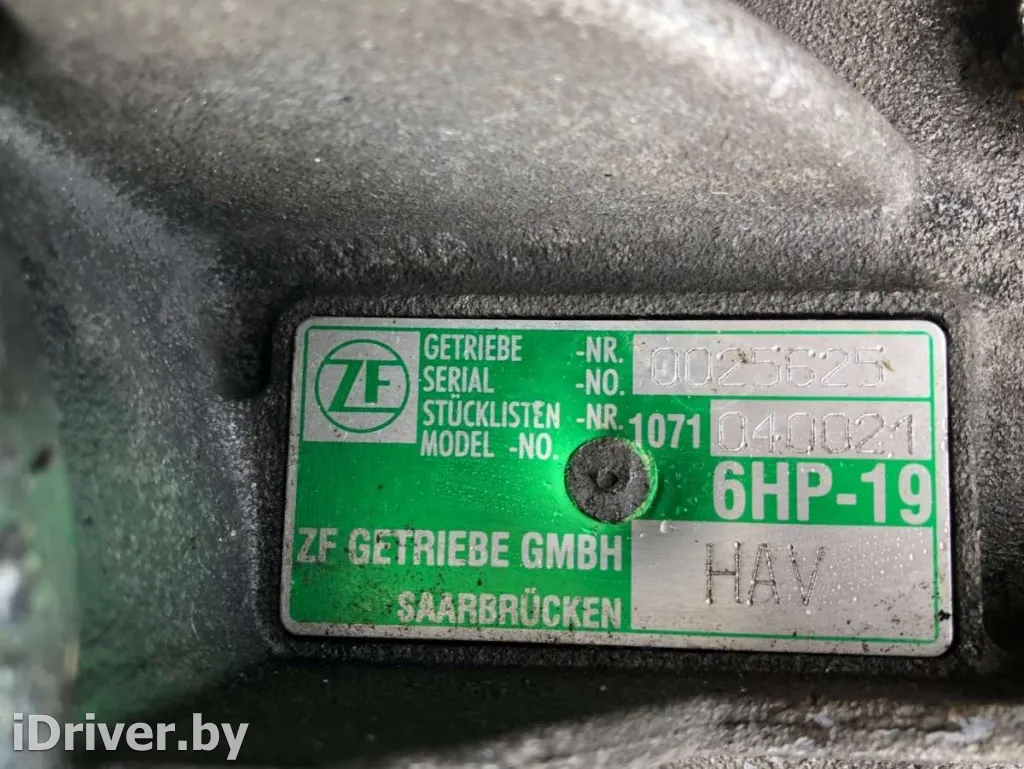 ZF
GETRIEBE -NR. 0025625
SERIAL -NO.
STÜCKLISTEN -NR. 1071 040021
MODEL -NO.
6HP-19
ZF GETRIEBE GMBH
SAARBRÜCKEN
HAV
iDriver.by